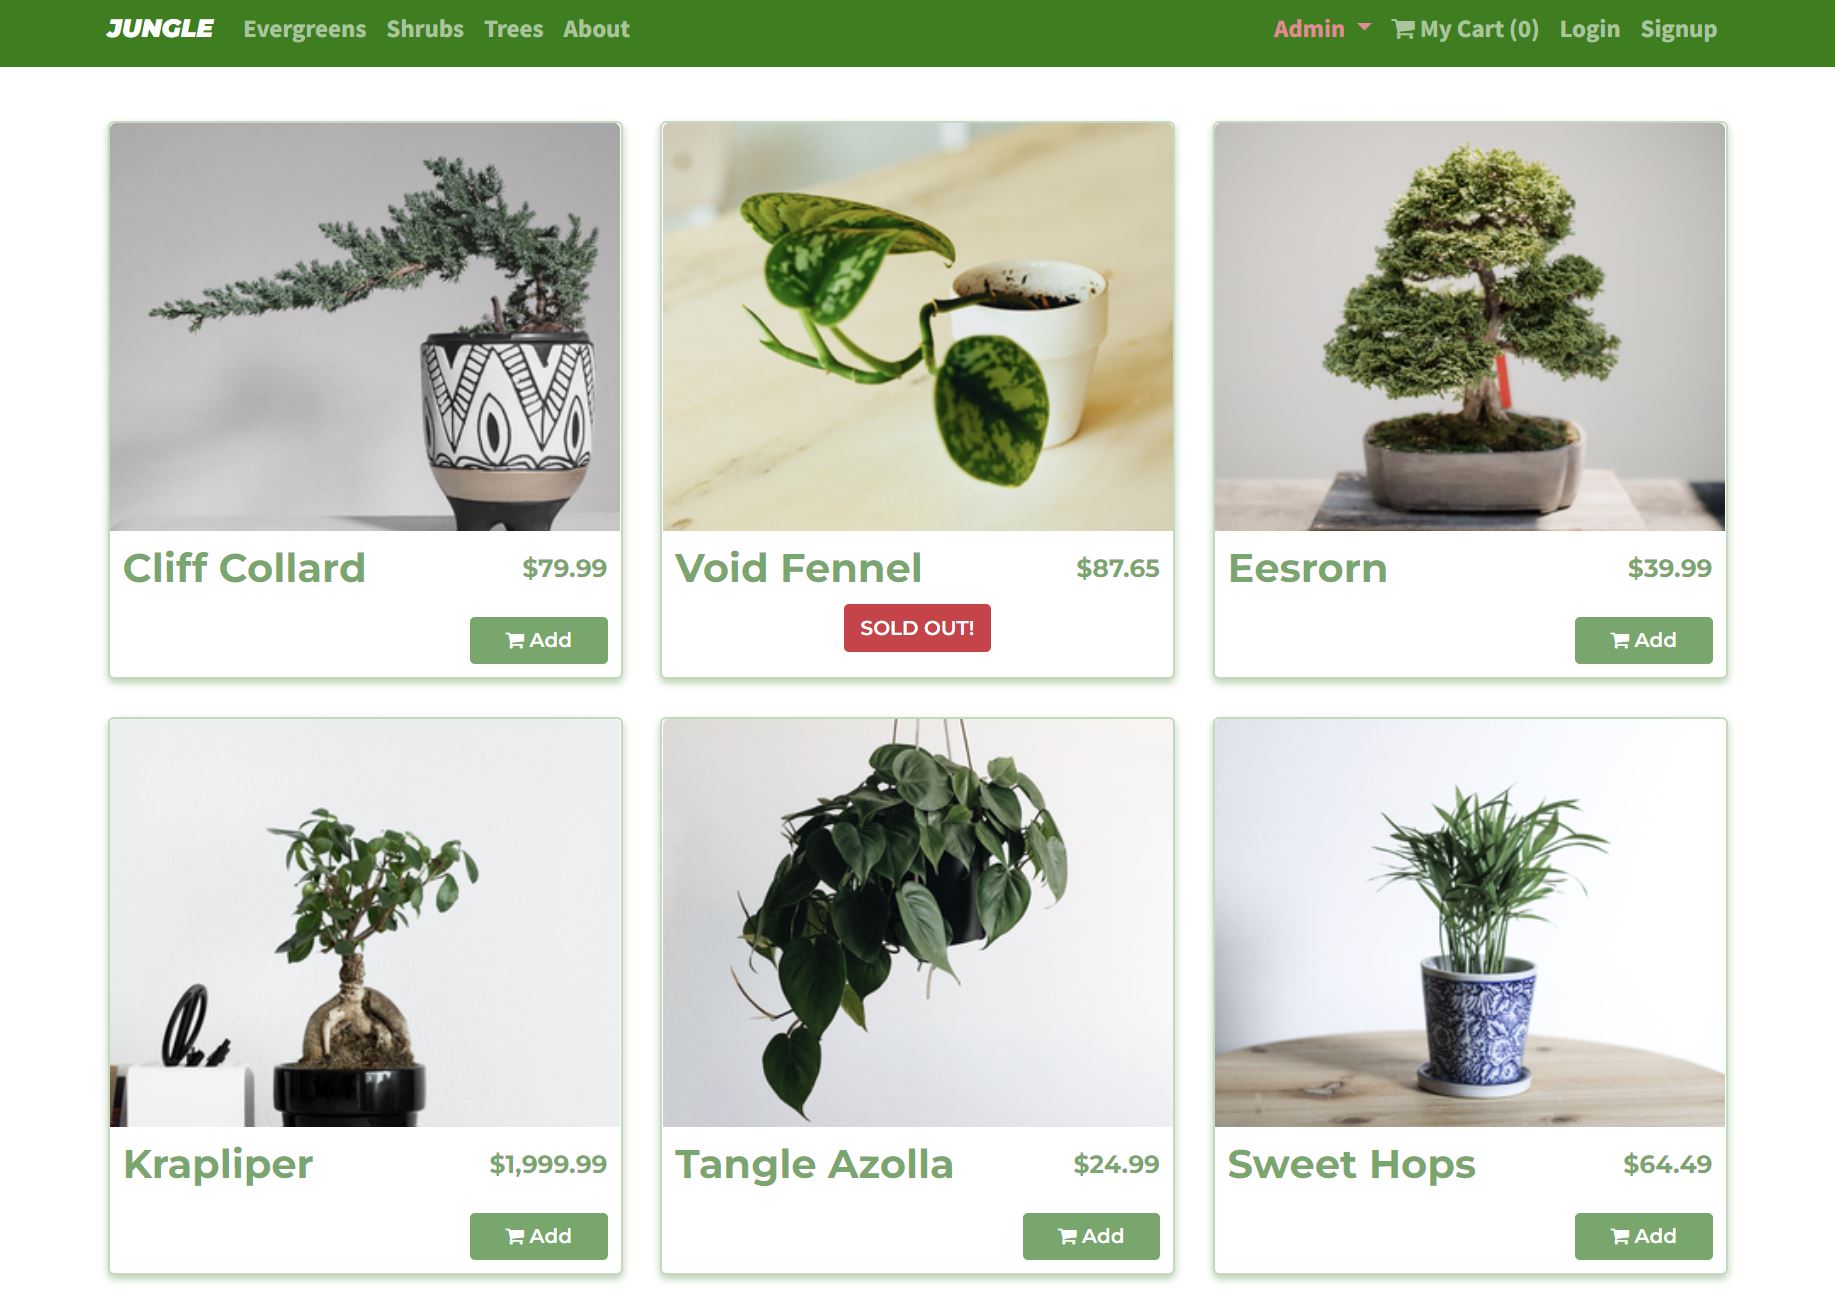 JUNGLE Evergreens Shrubs Trees About Admin My Cart (0) Login Signup
Cliff Collard $79.99
Add
Void Fennel $87.65
SOLD OUT!
Eesrorn $39.99
Add
Krapliper $1,999.99
Add
Tangle Azolla $24.99
Add
Sweet Hops $64.49
Add